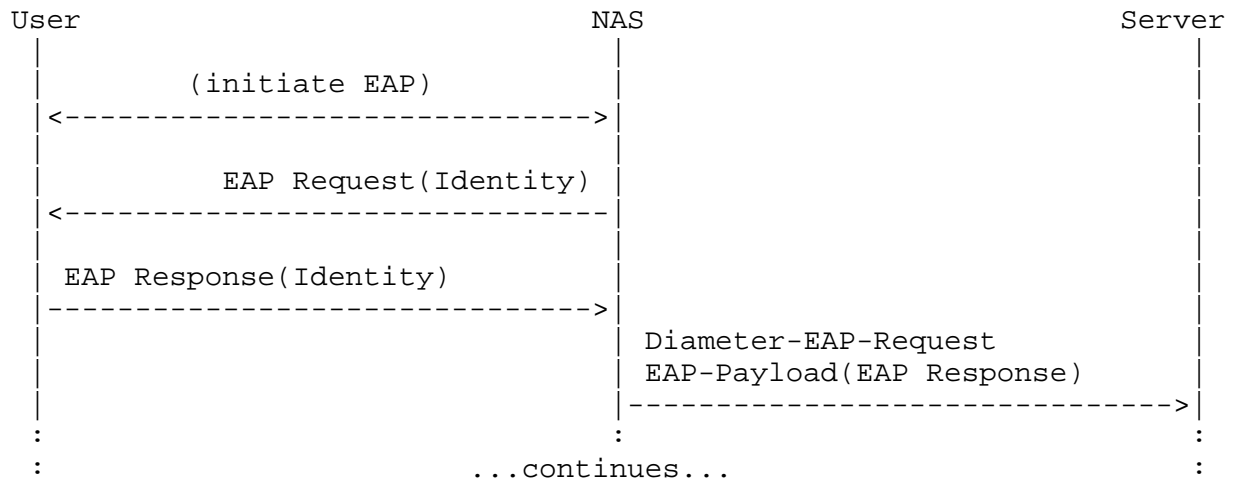 User NAS Server
(initiate EAP)
EAP Request(Identity)
EAP Response(Identity)
Diameter-EAP-Request
EAP-Payload(EAP Response)
...continues...